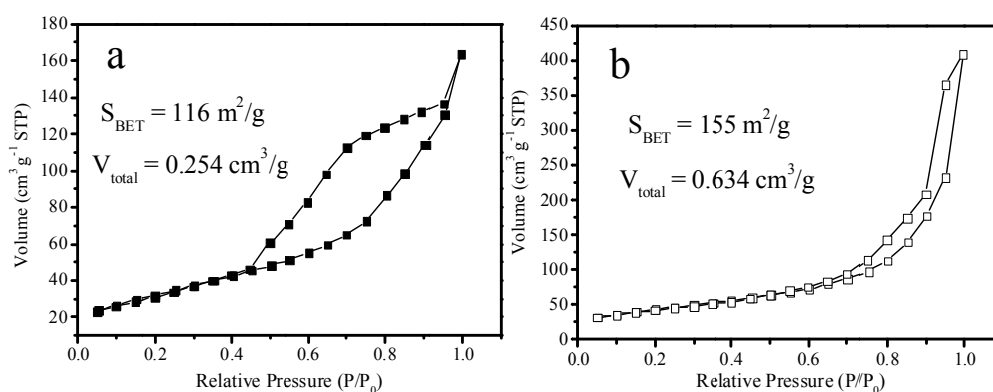 a
S_BET = 116 m²/g
V_total = 0.254 cm³/g
Volume (cm³ g⁻¹ STP)
180
160
140
120
100
80
60
40
20
0.0 0.2 0.4 0.6 0.8 1.0
Relative Pressure (P/P₀)
b
S_BET = 155 m²/g
V_total = 0.634 cm³/g
Volume (cm³ g⁻¹ STP)
450
400
350
300
250
200
150
100
50
0
0.0 0.2 0.4 0.6 0.8 1.0
Relative Pressure (P/P₀)